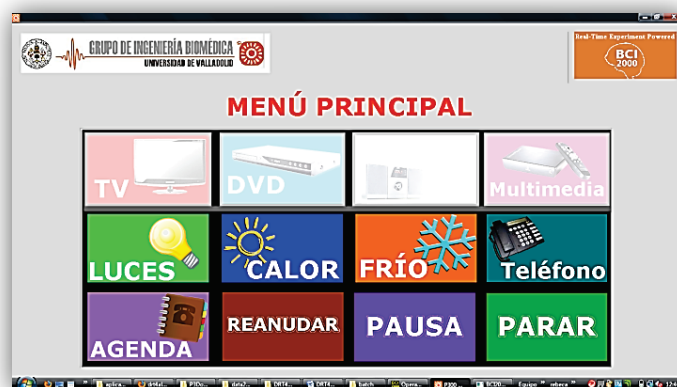 GRUPO DE INGENIERÍA BIOMÉDICA
UNIVERSIDAD DE VALLADOLID
Real-Time Experiment Powered
BCI
2000
MENÚ PRINCIPAL
TV
DVD
Multimedia
LUCES
CALOR
FRÍO
Teléfono
AGENDA
REANUDAR
PAUSA
PARAR